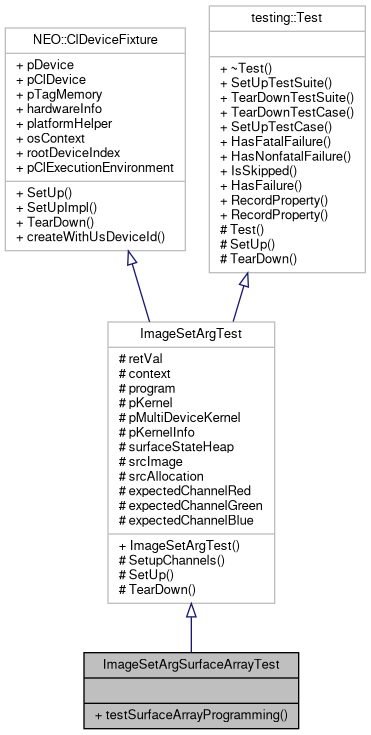 NEO::ClDeviceFixture
+ pDevice
+ pClDevice
+ pTagMemory
+ hardwareInfo
+ platformHelper
+ osContext
+ rootDeviceIndex
+ pClExecutionEnvironment
+ SetUp()
+ SetUpImpl()
+ TearDown()
+ createWithUsDeviceId()
testing::Test
+ ~Test()
+ SetUpTestSuite()
+ TearDownTestSuite()
+ TearDownTestCase()
+ SetUpTestCase()
+ HasFatalFailure()
+ HasNonfatalFailure()
+ IsSkipped()
+ HasFailure()
+ RecordProperty()
+ RecordProperty()
# Test()
# SetUp()
# TearDown()
ImageSetArgTest
# retVal
# context
# program
# pKernel
# pMultiDeviceKernel
# pKernelInfo
# surfaceStateHeap
# srcImage
# srcAllocation
# expectedChannelRed
# expectedChannelGreen
# expectedChannelBlue
+ ImageSetArgTest()
# SetupChannels()
# SetUp()
# TearDown()
ImageSetArgSurfaceArrayTest
+ testSurfaceArrayProgramming()